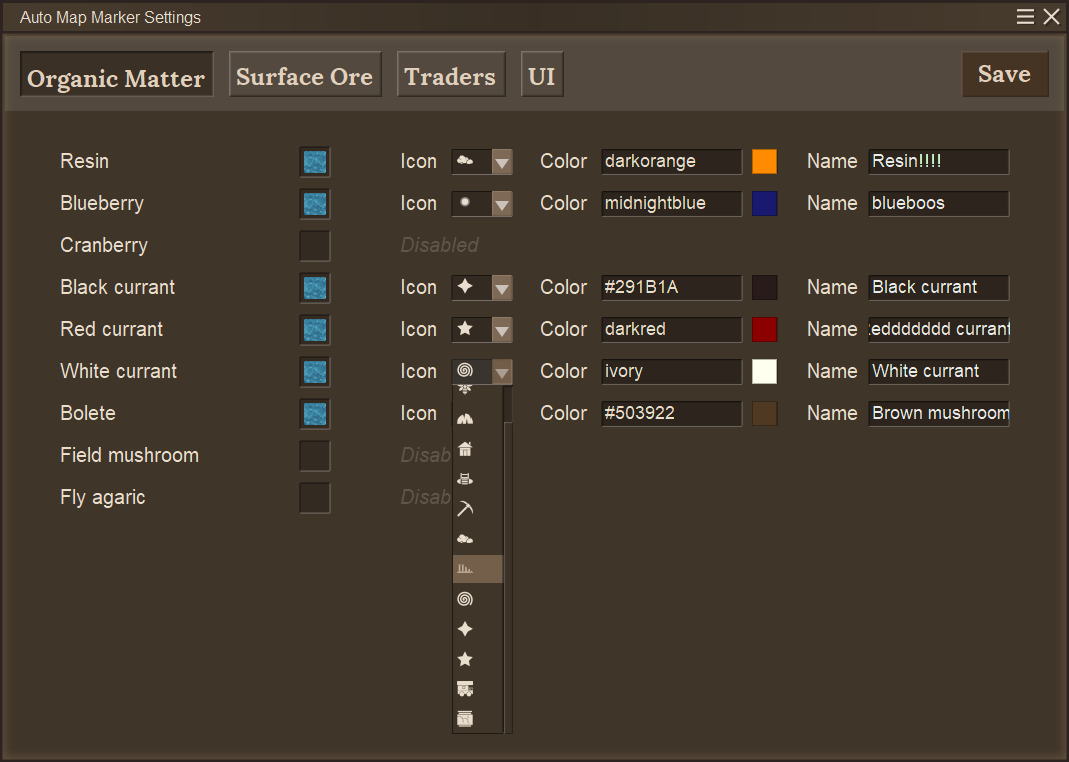 Auto Map Marker Settings
Organic Matter Surface Ore Traders UI Save
Resin Icon Color darkorange Name Resin!!!!
Blueberry Icon Color midnightblue Name blueboos
Cranberry Disabled
Black currant Icon Color #291B1A Name Black currant
Red currant Icon Color darkred Name eddddddd currant
White currant Icon Color ivory Name White currant
Bolete Icon Color #503922 Name Brown mushroom
Field mushroom Disab
Fly agaric Disab